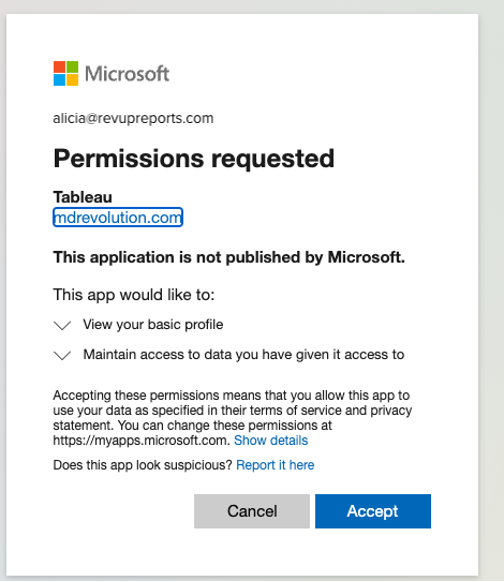 Microsoft
alicia@revupreports.com
Permissions requested
Tableau
mdrevolution.com
This application is not published by Microsoft.
This app would like to:
View your basic profile
Maintain access to data you have given it access to
Accepting these permissions means that you allow this app to
use your data as specified in their terms of service and privacy
statement. You can change these permissions at
https://myapps.microsoft.com. Show details
Does this app look suspicious? Report it here
Cancel
Accept